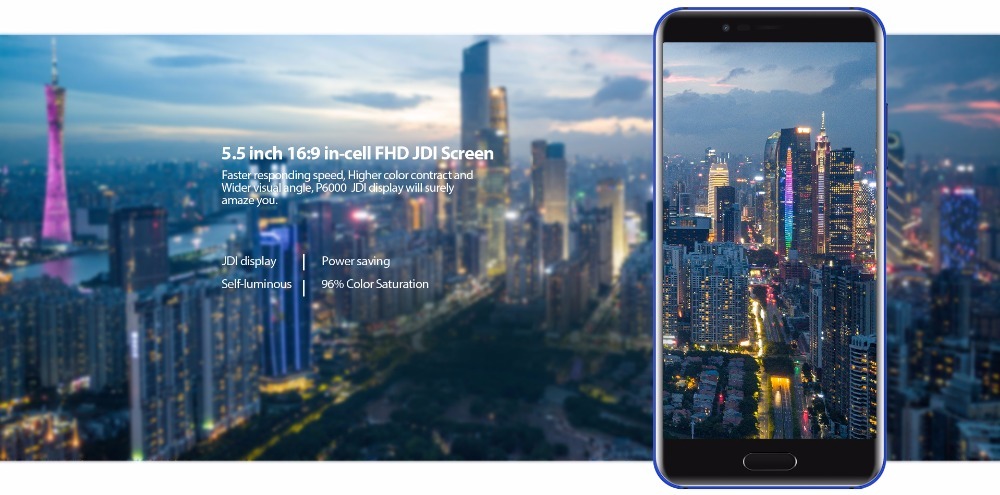 5.5 inch 16:9 in-cell FHD JDI Screen
Faster responding speed, Higher color contract and
Wider visual angle, P6000 JDI display will surely
amaze you.
JDI display | Power saving
Self-luminous | 96% Color Saturation